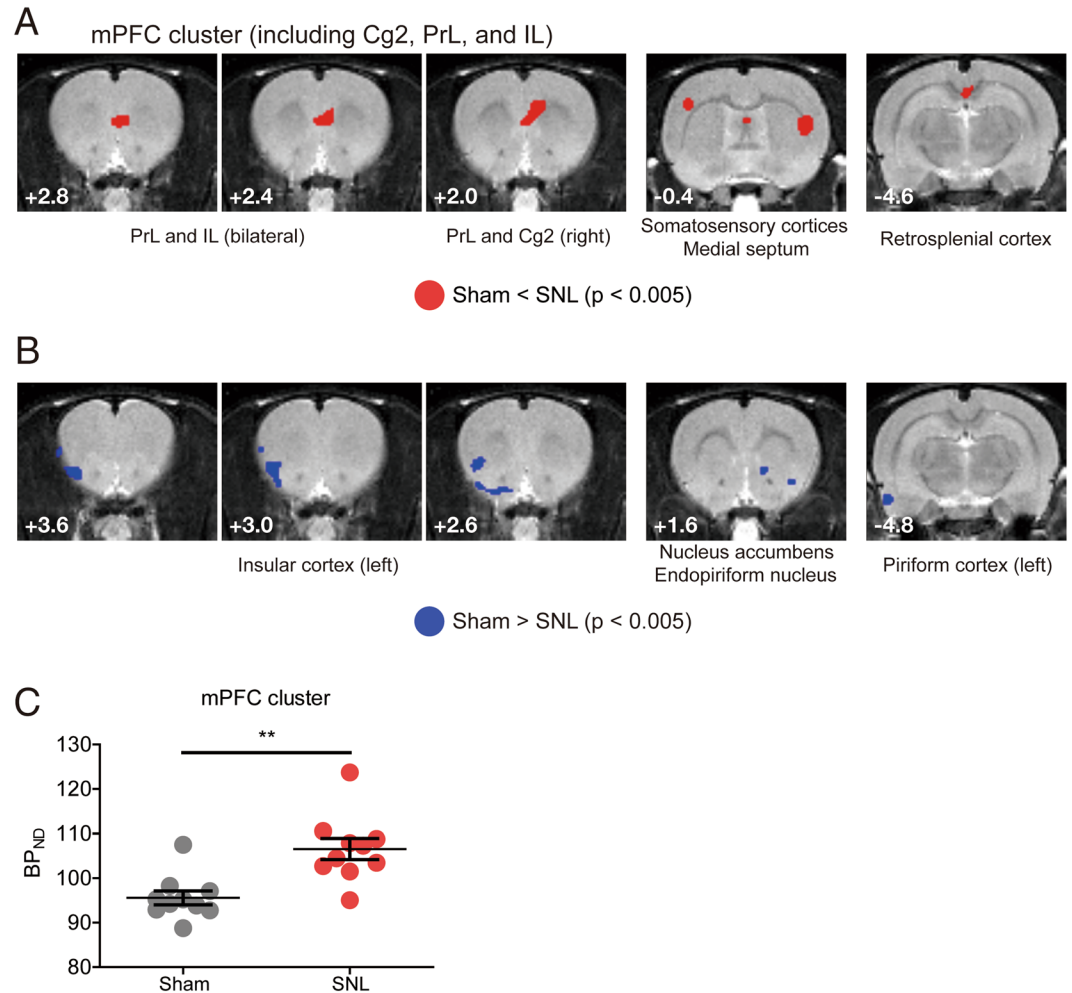 A
mPFC cluster (including Cg2, PrL, and IL)
+2.8
+2.4
+2.0
-0.4
-4.6
PrL and IL (bilateral)
PrL and Cg2 (right)
Somatosensory cortices
Medial septum
Retrosplenial cortex
Sham < SNL (p < 0.005)
B
+3.6
+3.0
+2.6
+1.6
-4.8
Insular cortex (left)
Nucleus accumbens
Endopiriform nucleus
Piriform cortex (left)
Sham > SNL (p < 0.005)
C
mPFC cluster
**
130
120
110
100
90
80
BPND
Sham
SNL